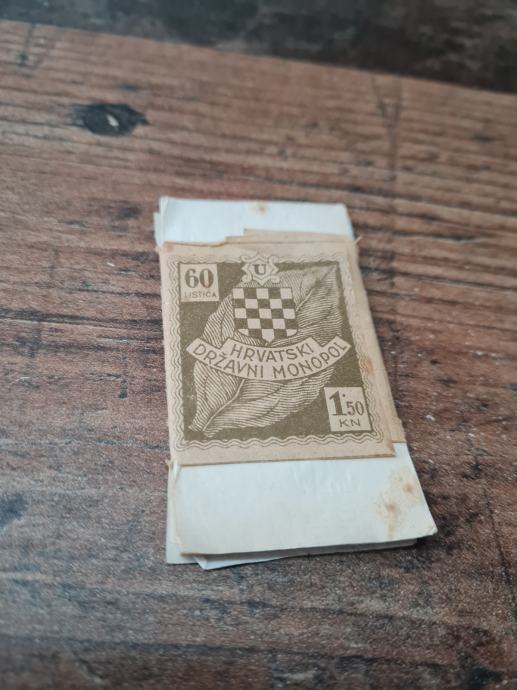 60
LISTIĆA
U
HRVATSKI
DRŽAVNI MONOPOL
1·50
KN